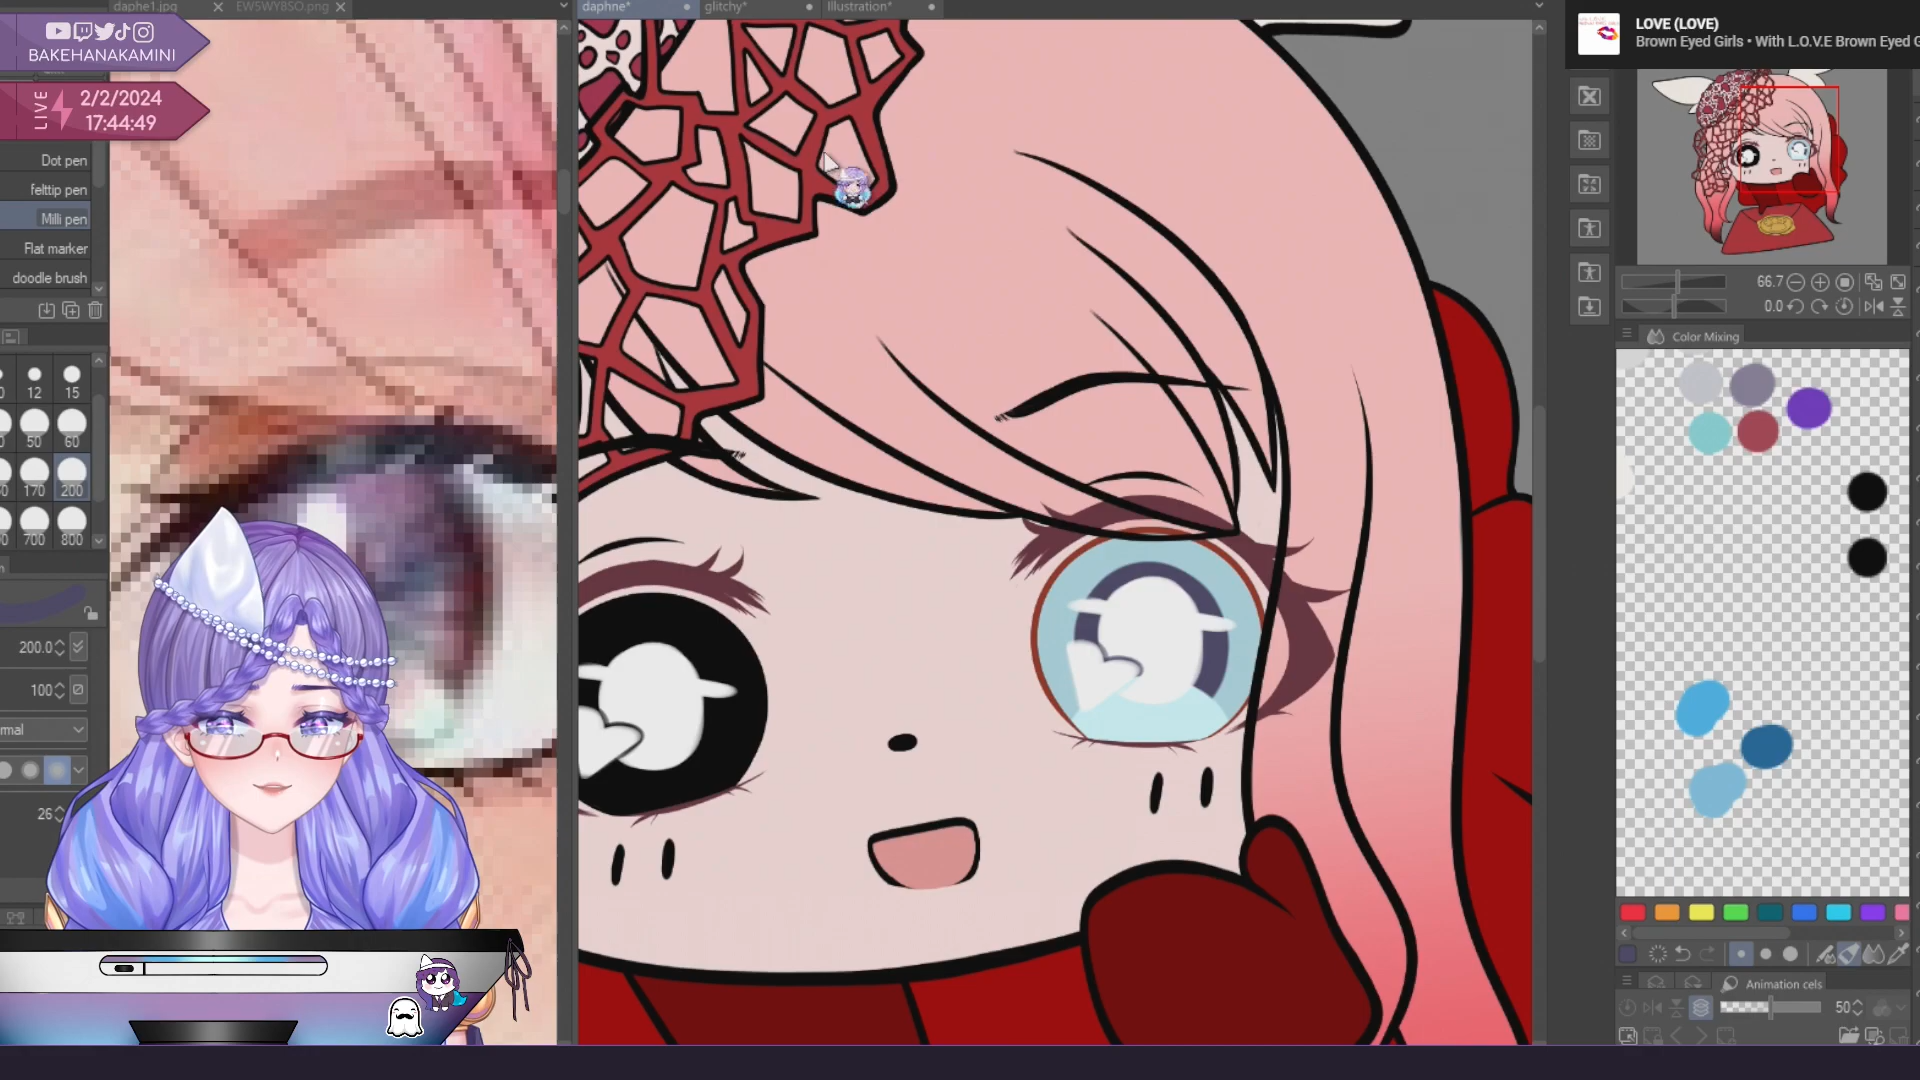 daphe1.jpg
EW5WYBSO.png
daphne*
glitchy*
Illustration*
BAKEHANAKAMINI
LIVE
2/2/2024
17:44:49
LOVE (LOVE)
Brown Eyed Girls • With L.O.V.E Brown Eyed G
Dot pen
felttip pen
Milli pen
Flat marker
doodle brush
12
15
50
60
170
200
700
800
200.0
100
mal
26
66.7
0.0
Color Mixing
Animation cels
50